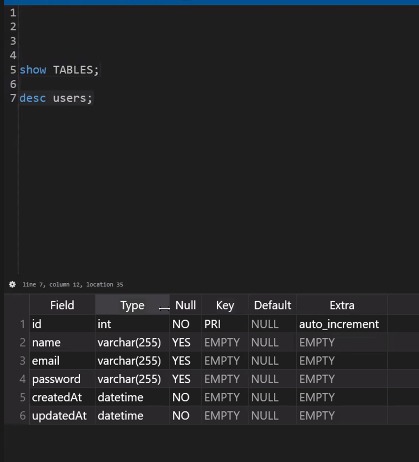 1
2
3
4
5 show TABLES;
6
7 desc users;
line 7, column 12, location 35
Field Type Null Key Default Extra
1 id int NO PRI NULL auto_increment
2 name varchar(255) YES EMPTY NULL EMPTY
3 email varchar(255) YES EMPTY NULL EMPTY
4 password varchar(255) YES EMPTY NULL EMPTY
5 createdAt datetime NO EMPTY NULL EMPTY
6 updatedAt datetime NO EMPTY NULL EMPTY